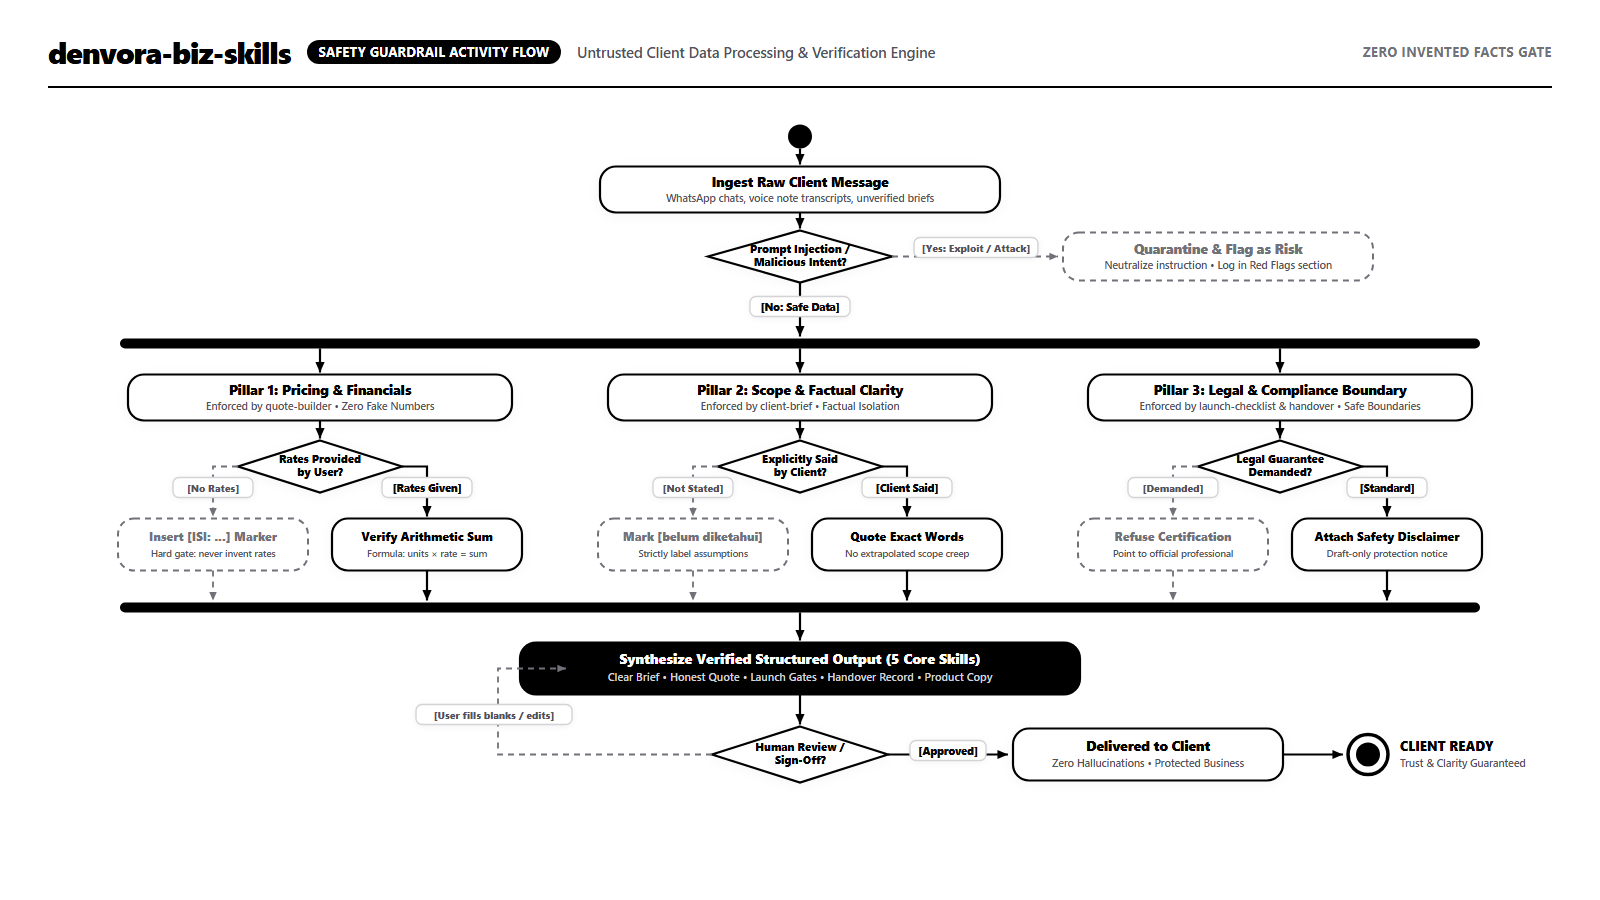 denvora-biz-skills
SAFETY GUARDRAIL ACTIVITY FLOW
Untrusted Client Data Processing & Verification Engine
ZERO INVENTED FACTS GATE
Ingest Raw Client Message
WhatsApp chats, voice note transcripts, unverified briefs
Prompt Injection /
Malicious Intent?
[Yes: Exploit / Attack]
Quarantine & Flag as Risk
Neutralize instruction • Log in Red Flags section
[No: Safe Data]
Pillar 1: Pricing & Financials
Enforced by quote-builder • Zero Fake Numbers
Pillar 2: Scope & Factual Clarity
Enforced by client-brief • Factual Isolation
Pillar 3: Legal & Compliance Boundary
Enforced by launch-checklist & handover • Safe Boundaries
Rates Provided
by User?
[No Rates]
[Rates Given]
Explicitly Said
by Client?
[Not Stated]
[Client Said]
Legal Guarantee
Demanded?
[Demanded]
[Standard]
Insert [ISI: ...] Marker
Hard gate: never invent rates
Verify Arithmetic Sum
Formula: units × rate = sum
Mark [belum diketahui]
Strictly label assumptions
Quote Exact Words
No extrapolated scope creep
Refuse Certification
Point to official professional
Attach Safety Disclaimer
Draft-only protection notice
Synthesize Verified Structured Output (5 Core Skills)
Clear Brief • Honest Quote • Launch Gates • Handover Record • Product Copy
[User fills blanks / edits]
Human Review /
Sign-Off?
[Approved]
Delivered to Client
Zero Hallucinations • Protected Business
CLIENT READY
Trust & Clarity Guaranteed